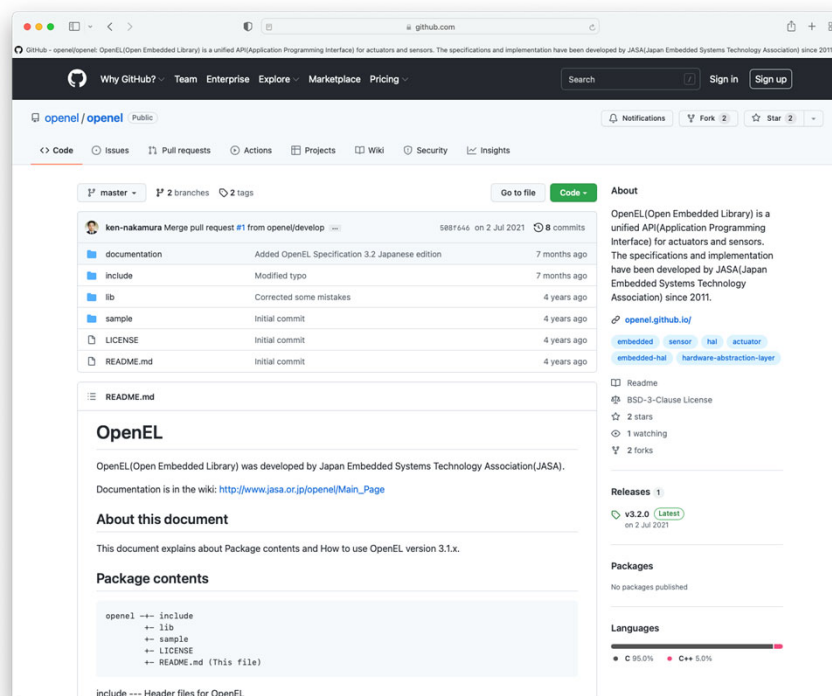 github.com
GitHub - openel/openel: OpenEL(Open Embedded Library) is a unified API(Application Programming Interface) for actuators and sensors. The specifications and implementation have been developed by JASA(Japan Embedded Systems Technology Association) since 2011
Why GitHub? Team Enterprise Explore Marketplace Pricing Search / Sign in Sign up
openel / openel Public Notifications Fork 2 Star 2
Code Issues Pull requests Actions Projects Wiki Security Insights
master 2 branches 2 tags Go to file Code
ken-nakamura Merge pull request #1 from openel/develop ... 508f646 on 2 Jul 2021 8 commits
documentation Added OpenEL Specification 3.2 Japanese edition 7 months ago
include Modified typo 7 months ago
lib Corrected some mistakes 4 years ago
sample Initial commit 4 years ago
LICENSE Initial commit 4 years ago
README.md Initial commit 4 years ago
README.md
OpenEL
OpenEL(Open Embedded Library) was developed by Japan Embedded Systems Technology Association(JASA).
Documentation is in the wiki: http://www.jasa.or.jp/openel/Main_Page
About this document
This document explains about Package contents and How to use OpenEL version 3.1.x.
Package contents
openel -+- include
+- lib
+- sample
+- LICENSE
+- README.md (This file)
include --- Header files for OpenEL
About
OpenEL(Open Embedded Library) is a
unified API(Application Programming
Interface) for actuators and sensors.
The specifications and implementation
have been developed by JASA(Japan
Embedded Systems Technology
Association) since 2011.
openel.github.io/
embedded sensor hal actuator
embedded-hal hardware-abstraction-layer
Readme
BSD-3-Clause License
2 stars
1 watching
2 forks
Releases 1
v3.2.0 Latest
on 2 Jul 2021
Packages
No packages published
Languages
C 95.0% C++ 5.0%